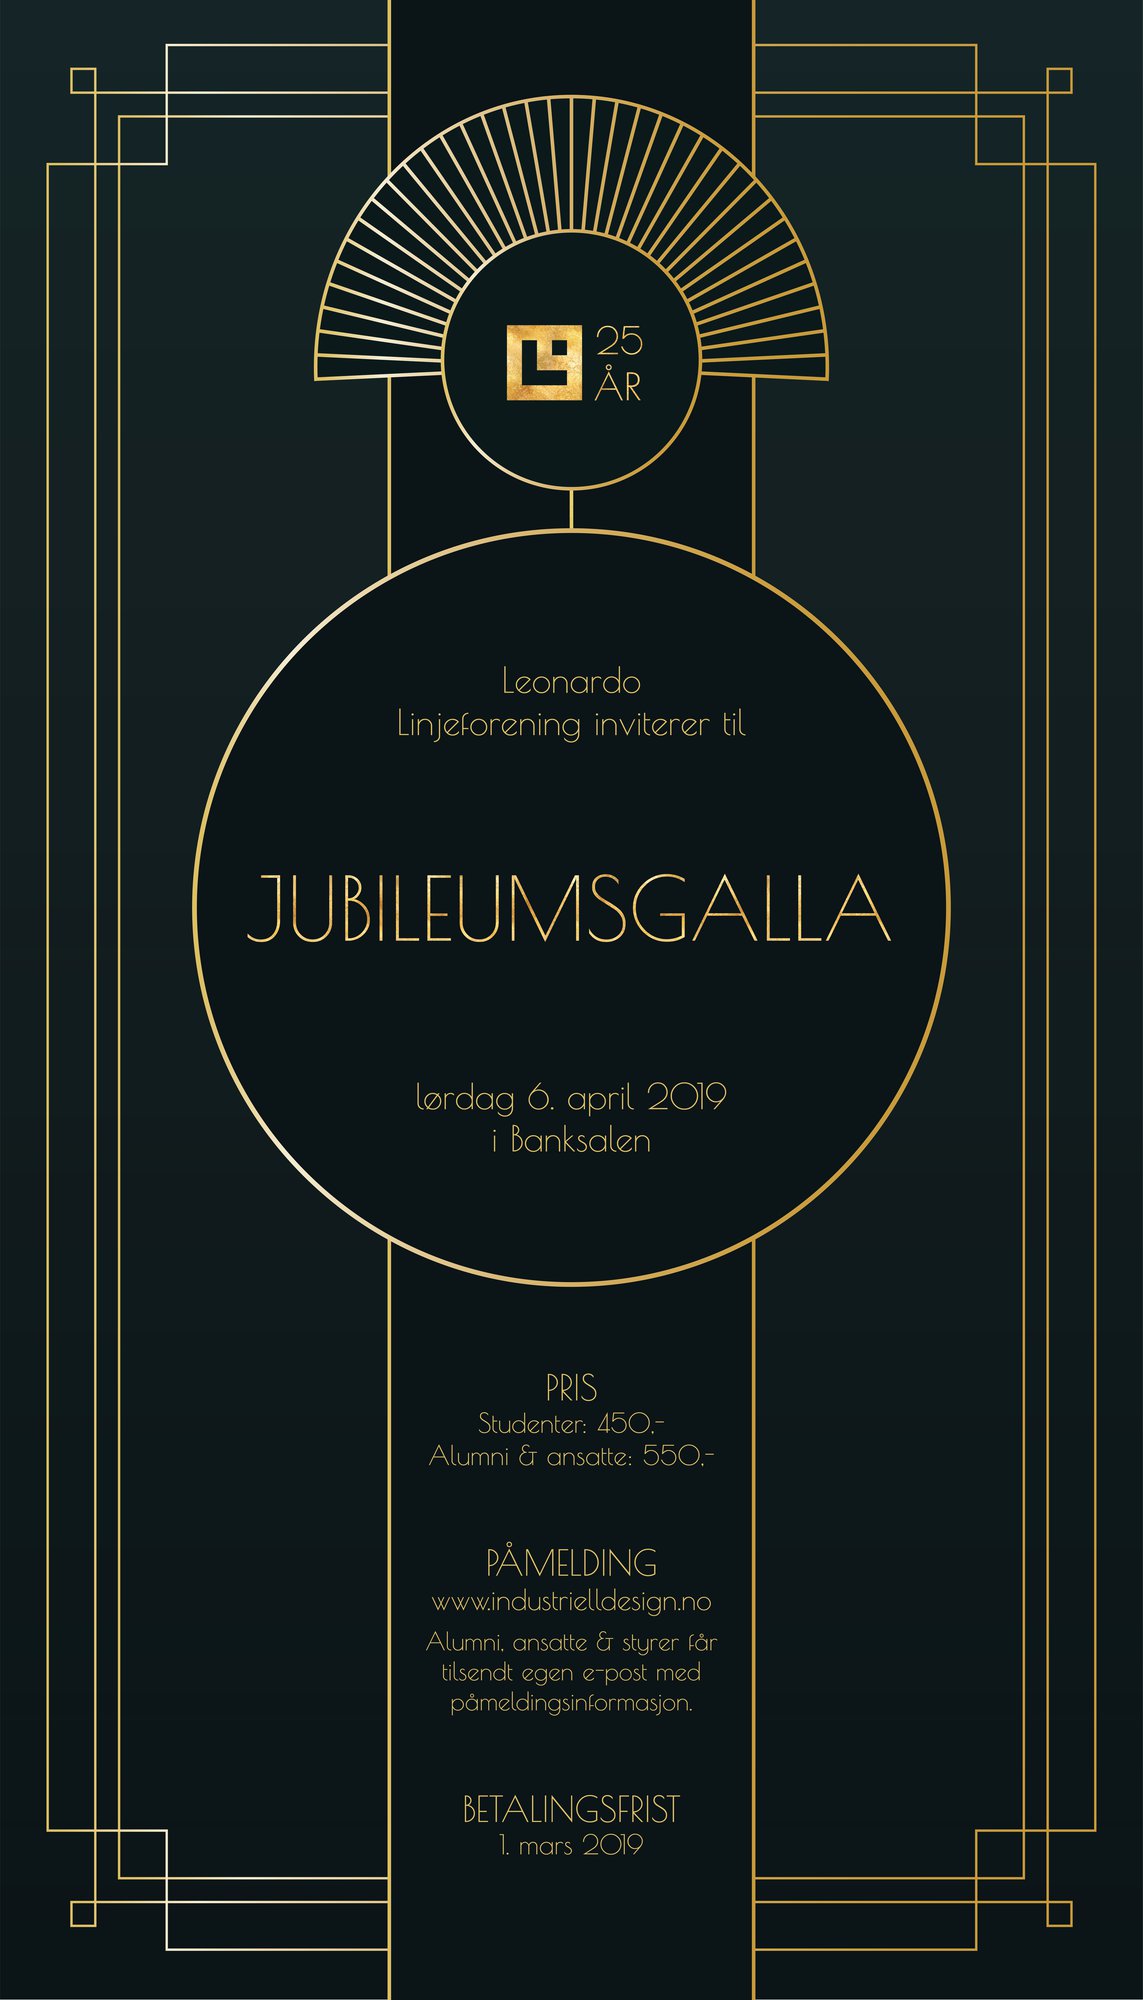 25
ÅR
Leonardo
Linjeforening inviterer til
JUBILEUMSGALLA
lørdag 6. april 2019
i Banksalen
PRIS
Studenter: 450,-
Alumni & ansatte: 550,-
PÅMELDING
www.industrielldesign.no
Alumni, ansatte & styrer får
tilsendt egen e-post med
påmeldingsinformasjon.
BETALINGSFRIST
1. mars 2019